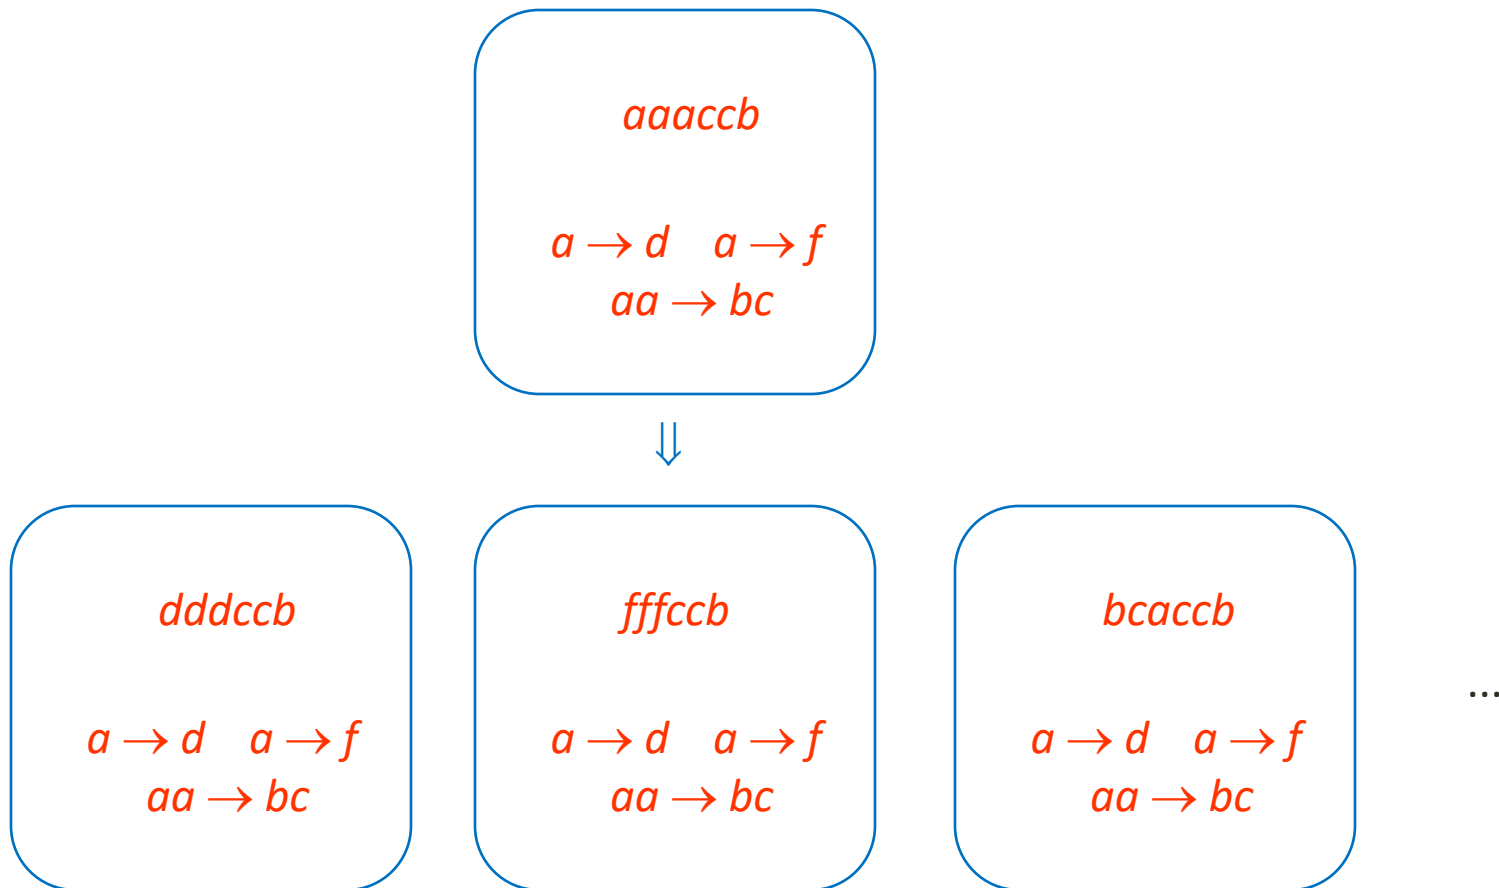 aaaccb
a → d a → f
aa → bc
⇓
dddccb
a → d a → f
aa → bc
fffccb
a → d a → f
aa → bc
bcaccb
a → d a → f
aa → bc
...